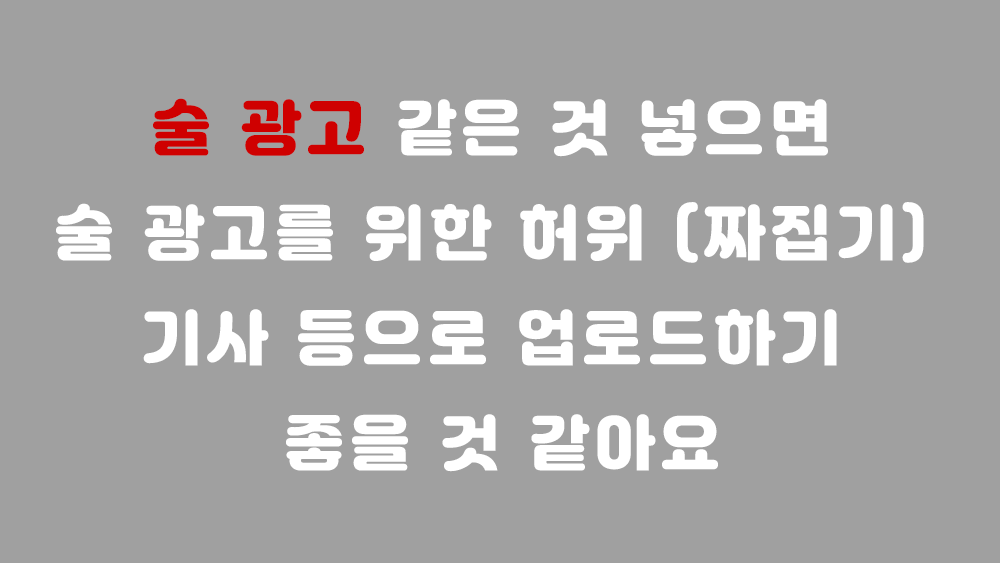 술 광고 같은 것 넣으면
술 광고를 위한 허위 (짜집기)
기사 등으로 업로드하기
좋을 것 같아요